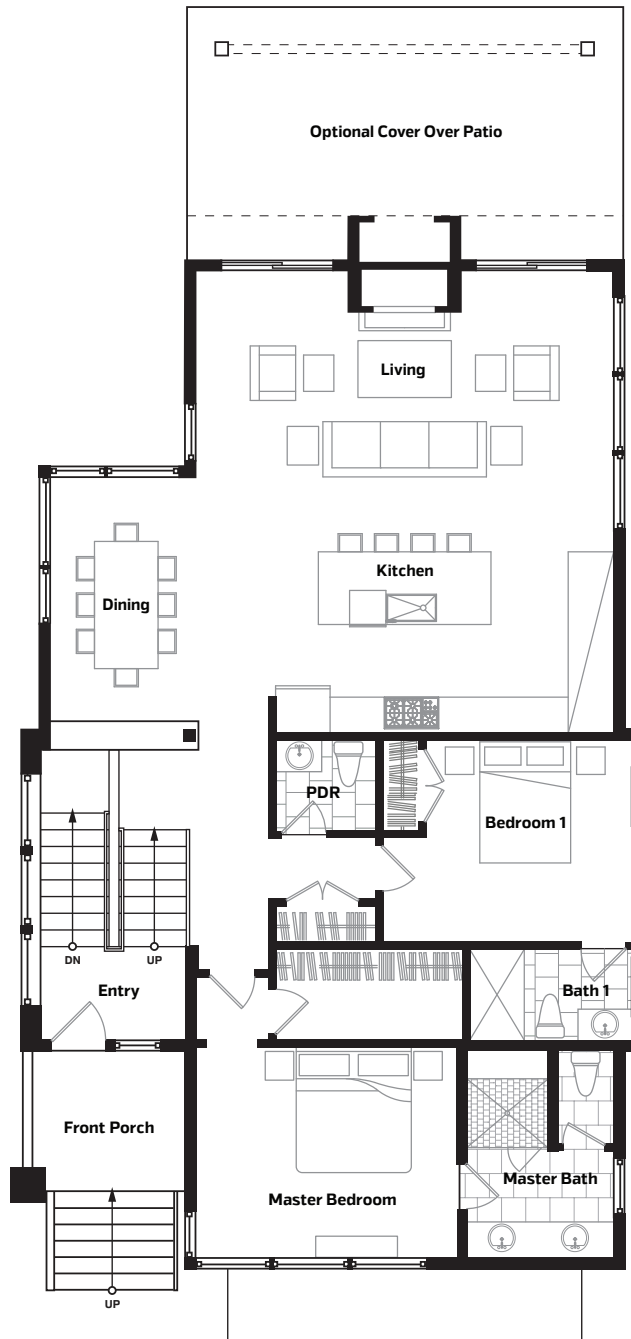 Optional Cover Over Patio
Living
Kitchen
Dining
PDR
Bedroom 1
DN
UP
Entry
Bath 1
Front Porch
Master Bath
Master Bedroom
UP